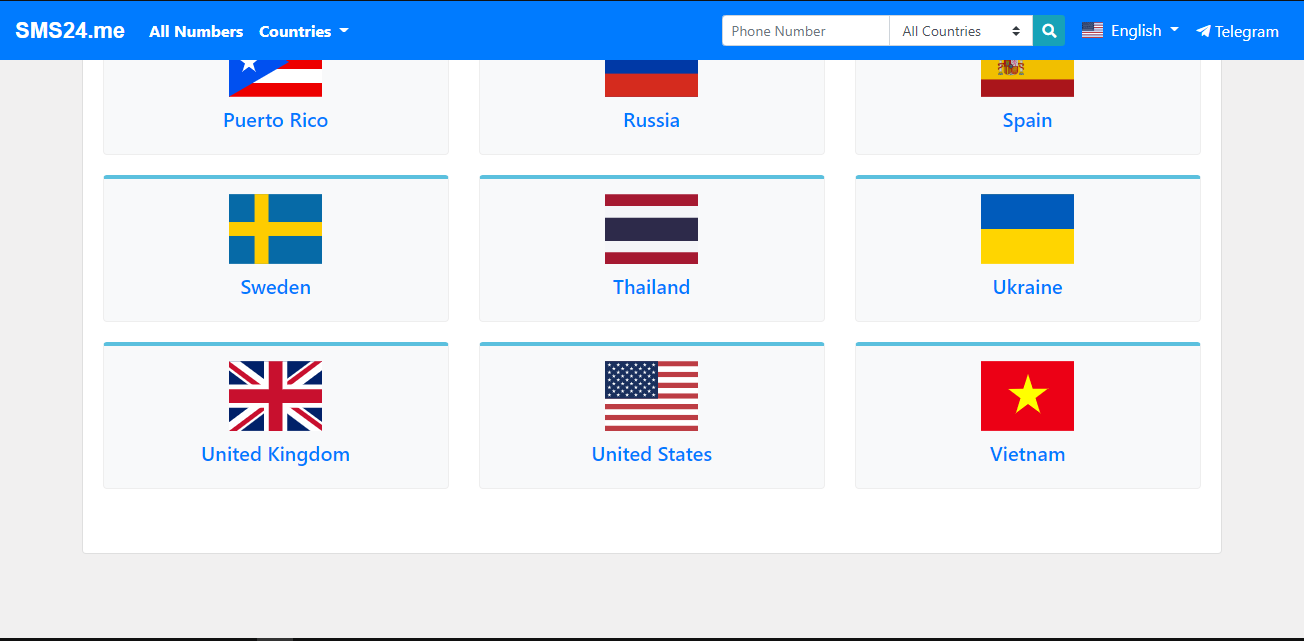 SMS24.me All Numbers Countries Phone Number All Countries English Telegram
Puerto Rico Russia Spain
Sweden Thailand Ukraine
United Kingdom United States Vietnam